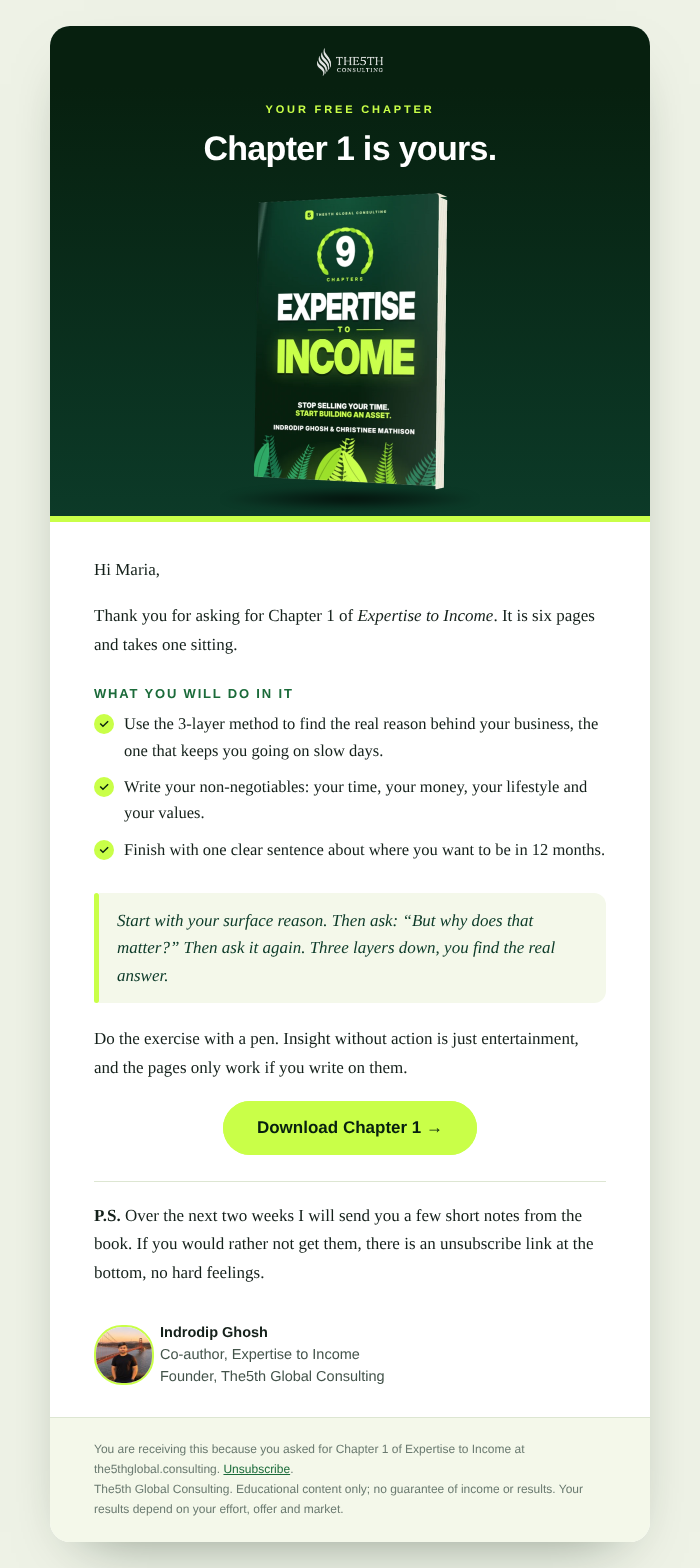 THE5TH
CONSULTING
YOUR FREE CHAPTER
Chapter 1 is yours.
5 THE5TH GLOBAL CONSULTING
9
CHAPTERS
EXPERTISE
TO
INCOME
STOP SELLING YOUR TIME.
START BUILDING AN ASSET.
INDRODIP GHOSH & CHRISTINEE MATHISON
Hi Maria,
Thank you for asking for Chapter 1 of Expertise to Income. It is six pages
and takes one sitting.
WHAT YOU WILL DO IN IT
Use the 3-layer method to find the real reason behind your business, the
one that keeps you going on slow days.
Write your non-negotiables: your time, your money, your lifestyle and
your values.
Finish with one clear sentence about where you want to be in 12 months.
Start with your surface reason. Then ask: “But why does that
matter?” Then ask it again. Three layers down, you find the real
answer.
Do the exercise with a pen. Insight without action is just entertainment,
and the pages only work if you write on them.
Download Chapter 1 →
P.S. Over the next two weeks I will send you a few short notes from the
book. If you would rather not get them, there is an unsubscribe link at the
bottom, no hard feelings.
Indrodip Ghosh
Co-author, Expertise to Income
Founder, The5th Global Consulting
You are receiving this because you asked for Chapter 1 of Expertise to Income at
the5thglobal.consulting. Unsubscribe.
The5th Global Consulting. Educational content only; no guarantee of income or results. Your
results depend on your effort, offer and market.